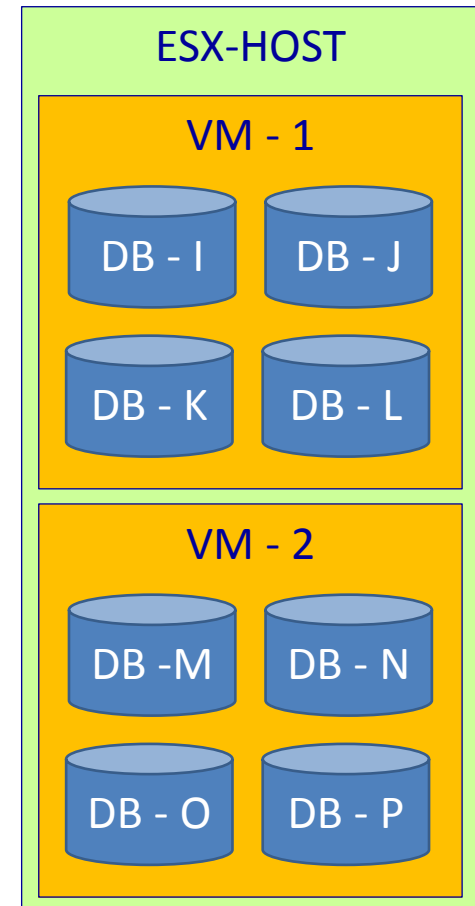 ESX-HOST
VM - 1
DB - I DB - J
DB - K DB - L
VM - 2
DB -M DB - N
DB - O DB - P